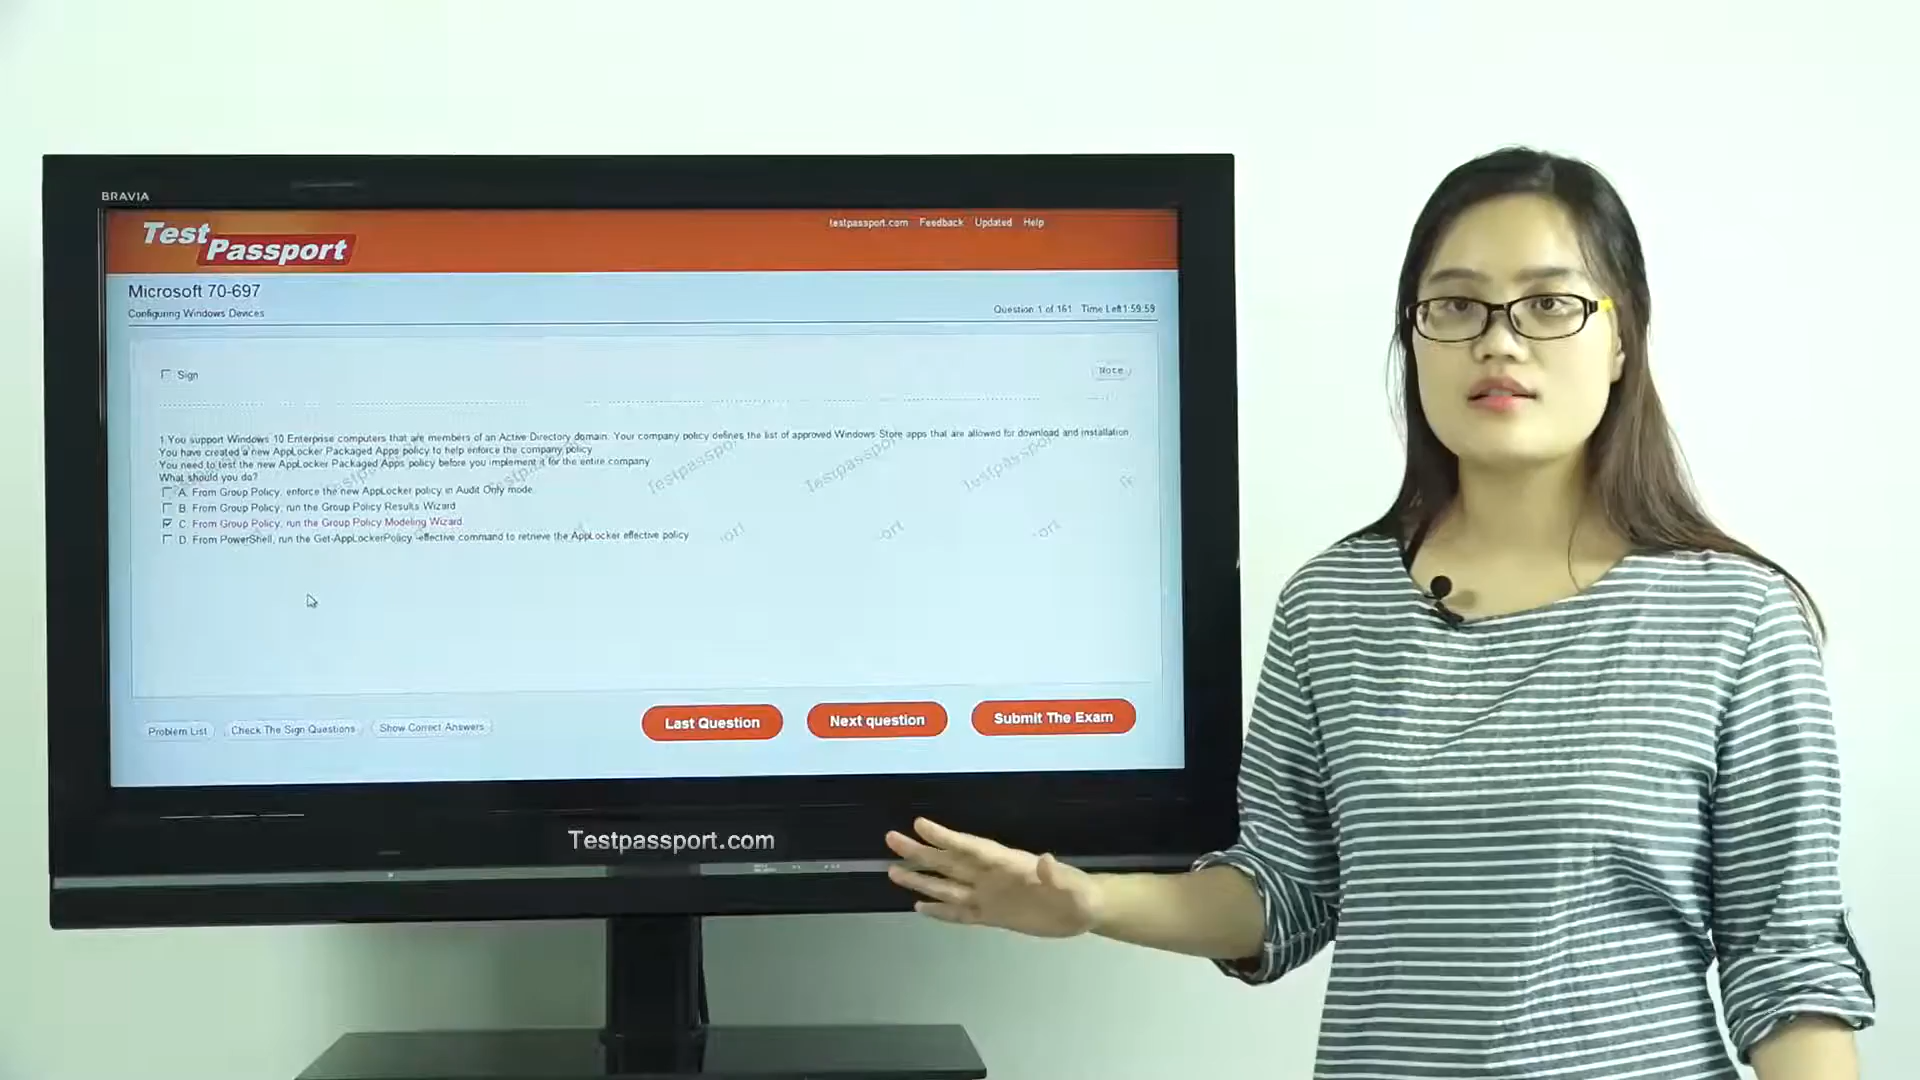 BRAVIA
Test
Passport
testpassport.com Feedback Updated Help
Microsoft 70-697
Configuring Windows Devices
Question 1 of 161 Time Left1:59:59
Sign
Note
1.You support Windows 10 Enterprise computers that are members of an Active Directory domain. Your company policy defines the list of approved Windows Store apps that are allowed for download and installation.
You have created a new AppLocker Packaged Apps policy to help enforce the company policy
You need to test the new AppLocker Packaged Apps policy before you implement it for the entire company
What should you do?
A. From Group Policy, enforce the new AppLocker policy in Audit Only mode.
B. From Group Policy, run the Group Policy Results Wizard
C. From Group Policy, run the Group Policy Modeling Wizard.
D. From PowerShell, run the Get-AppLockerPolicy -effective command to retrieve the AppLocker effective policy
Testpassport Testpassport Testpassport
Problem List Check The Sign Questions Show Correct Answers
Last Question Next question Submit The Exam
Testpassport.com